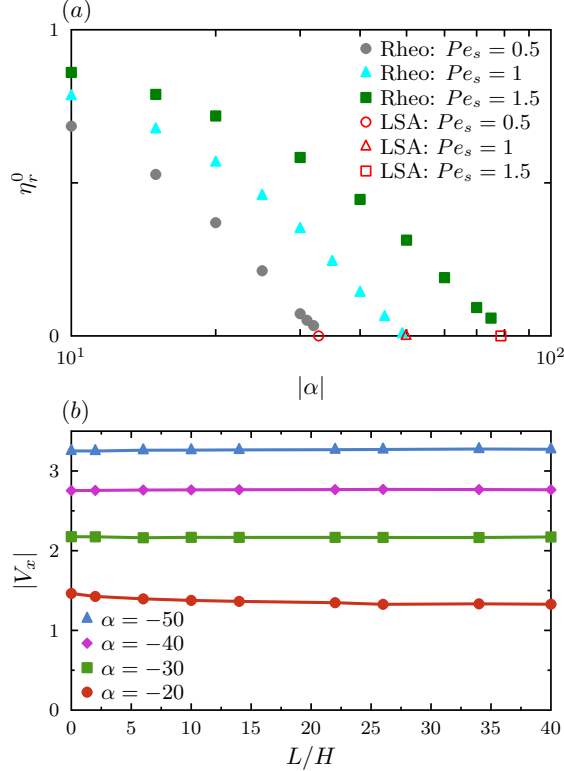 (a)
1
0.5
0
η_r^0
Rheo: Pe_s = 0.5
Rheo: Pe_s = 1
Rheo: Pe_s = 1.5
LSA: Pe_s = 0.5
LSA: Pe_s = 1
LSA: Pe_s = 1.5
10^1 10^2
|α|
(b)
3
2
1
0
|V_x|
α = −50
α = −40
α = −30
α = −20
0 5 10 15 20 25 30 35 40
L/H